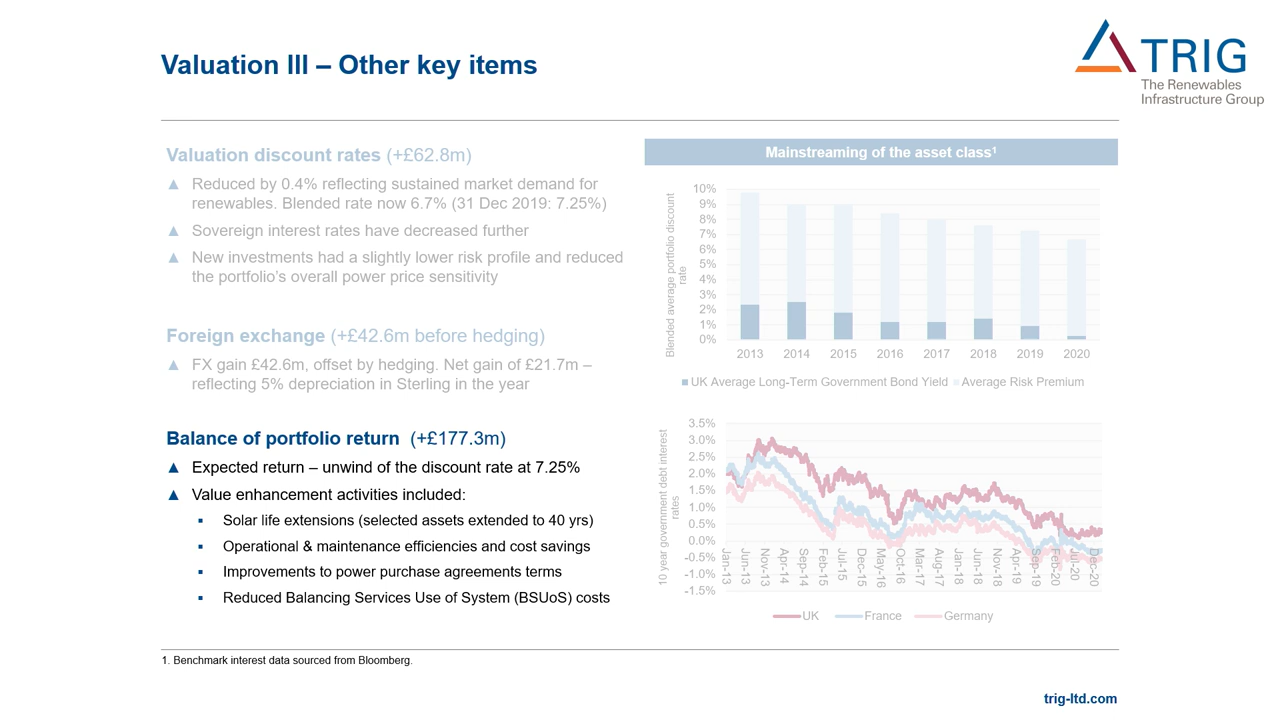 Valuation III – Other key items
TRIG
The Renewables
Infrastructure Group
Valuation discount rates (+£62.8m)
▲ Reduced by 0.4% reflecting sustained market demand for
renewables. Blended rate now 6.7% (31 Dec 2019: 7.25%)
▲ Sovereign interest rates have decreased further
▲ New investments had a slightly lower risk profile and reduced
the portfolio's overall power price sensitivity
Foreign exchange (+£42.6m before hedging)
▲ FX gain £42.6m, offset by hedging. Net gain of £21.7m –
reflecting 5% depreciation in Sterling in the year
Balance of portfolio return (+£177.3m)
▲ Expected return – unwind of the discount rate at 7.25%
▲ Value enhancement activities included:
▪ Solar life extensions (selected assets extended to 40 yrs)
▪ Operational & maintenance efficiencies and cost savings
▪ Improvements to power purchase agreements terms
▪ Reduced Balancing Services Use of System (BSUoS) costs
Mainstreaming of the asset class¹
Blended average portfolio discount
rate
10%
9%
8%
7%
6%
5%
4%
3%
2%
1%
0%
2013 2014 2015 2016 2017 2018 2019 2020
UK Average Long-Term Government Bond Yield Average Risk Premium
10 year government debt interest
rates
3.5%
3.0%
2.5%
2.0%
1.5%
1.0%
0.5%
0.0%
-0.5%
-1.0%
-1.5%
Jan-13 Jun-13 Nov-13 Apr-14 Sep-14 Feb-15 Jul-15 Dec-15 May-16 Oct-16 Mar-17 Aug-17 Jan-18 Jun-18 Nov-18 Apr-19 Sep-19 Feb-20 Jul-20 Dec-20
UK France Germany
1. Benchmark interest data sourced from Bloomberg.
trig-ltd.com